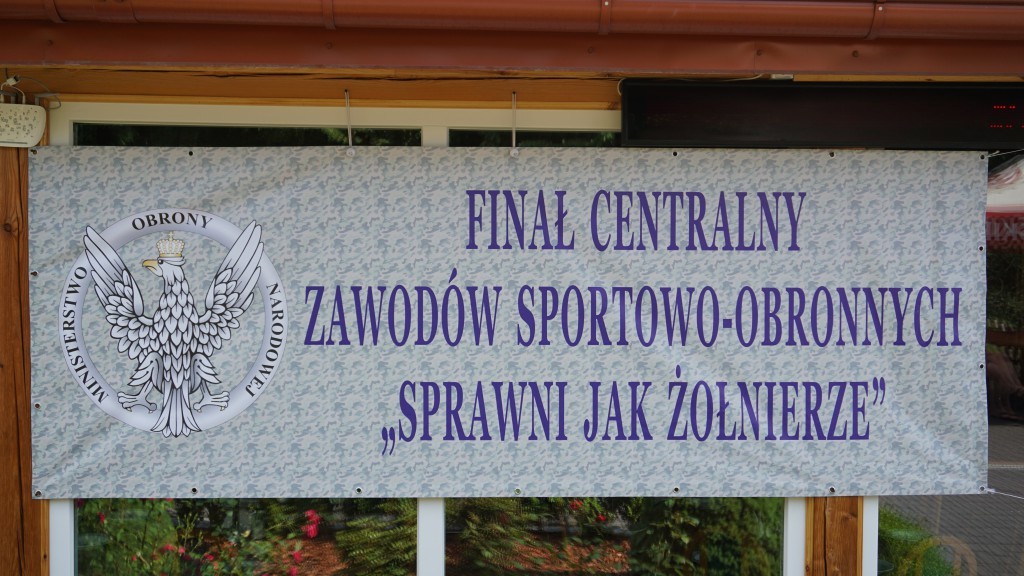 MINISTERSTWO OBRONY NARODOWEJ
FINAŁ CENTRALNY
ZAWODÓW SPORTOWO-OBRONNYCH
„SPRAWNI JAK ŻOŁNIERZE”